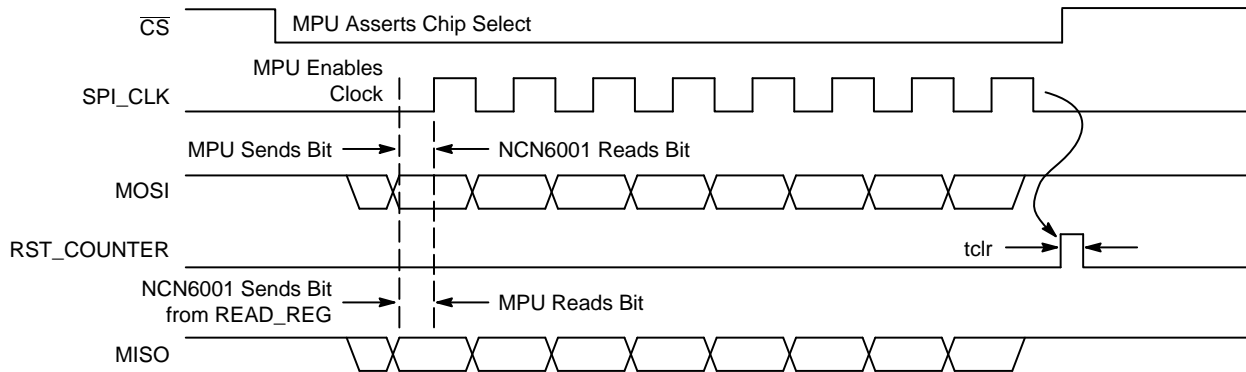 CS
MPU Asserts Chip Select
MPU Enables
Clock
SPI_CLK
MPU Sends Bit
NCN6001 Reads Bit
MOSI
RST_COUNTER
tclr
NCN6001 Sends Bit
from READ_REG
MPU Reads Bit
MISO